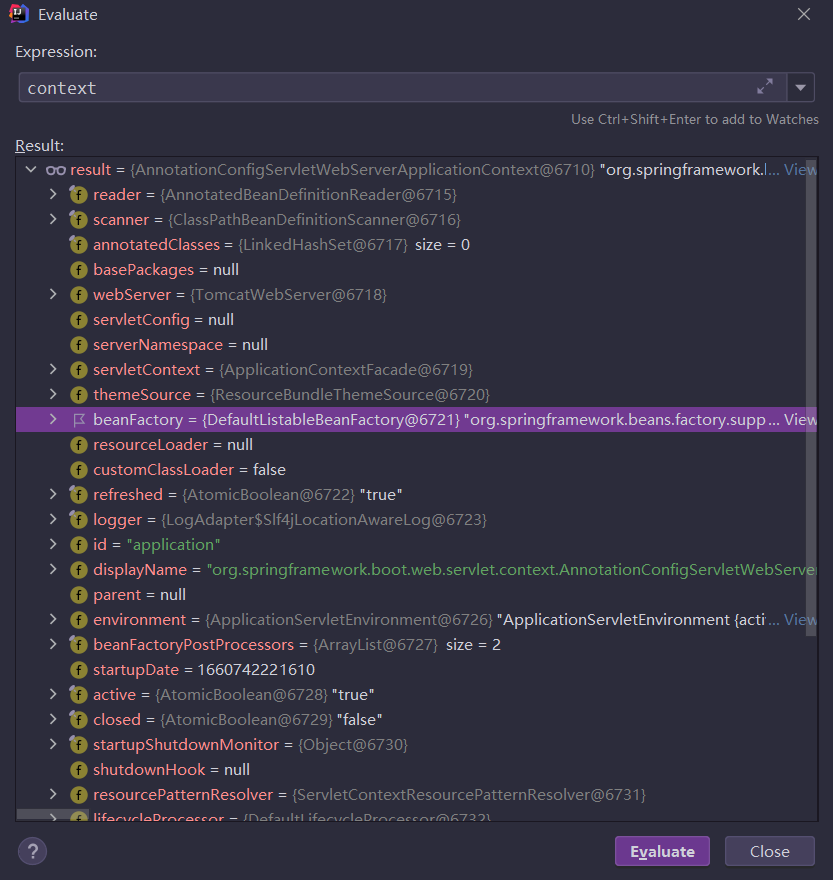 Evaluate
Expression:
context
Use Ctrl+Shift+Enter to add to Watches
Result:
result = {AnnotationConfigServletWebServerApplicationContext@6710} "org.springframework.l... View
reader = {AnnotatedBeanDefinitionReader@6715}
scanner = {ClassPathBeanDefinitionScanner@6716}
annotatedClasses = {LinkedHashSet@6717} size = 0
basePackages = null
webServer = {TomcatWebServer@6718}
servletConfig = null
serverNamespace = null
servletContext = {ApplicationContextFacade@6719}
themeSource = {ResourceBundleThemeSource@6720}
beanFactory = {DefaultListableBeanFactory@6721} "org.springframework.beans.factory.supp... View
resourceLoader = null
customClassLoader = false
refreshed = {AtomicBoolean@6722} "true"
logger = {LogAdapter$Slf4jLocationAwareLog@6723}
id = "application"
displayName = "org.springframework.boot.web.servlet.context.AnnotationConfigServletWebServe
parent = null
environment = {ApplicationServletEnvironment@6726} "ApplicationServletEnvironment {acti... View
beanFactoryPostProcessors = {ArrayList@6727} size = 2
startupDate = 1660742221610
active = {AtomicBoolean@6728} "true"
closed = {AtomicBoolean@6729} "false"
startupShutdownMonitor = {Object@6730}
shutdownHook = null
resourcePatternResolver = {ServletContextResourcePatternResolver@6731}
lifecycleProcessor = {DefaultLifecycleProcessor@6732}
? Evaluate Close